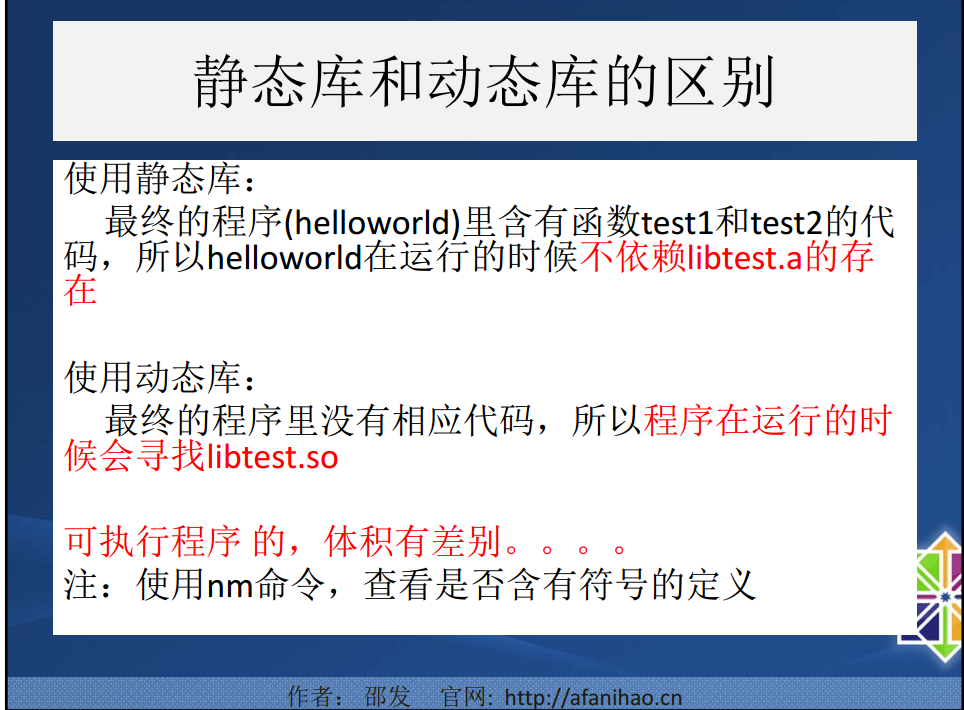 静态库和动态库的区别
使用静态库：
最终的程序(helloworld)里含有函数test1和test2的代
码，所以helloworld在运行的时候不依赖libtest.a的存
在
使用动态库：
最终的程序里没有相应代码，所以程序在运行的时
候会寻找libtest.so
可执行程序 的，体积有差别。。。。
注：使用nm命令，查看是否含有符号的定义
作者： 邵发 官网: http://afanihao.cn